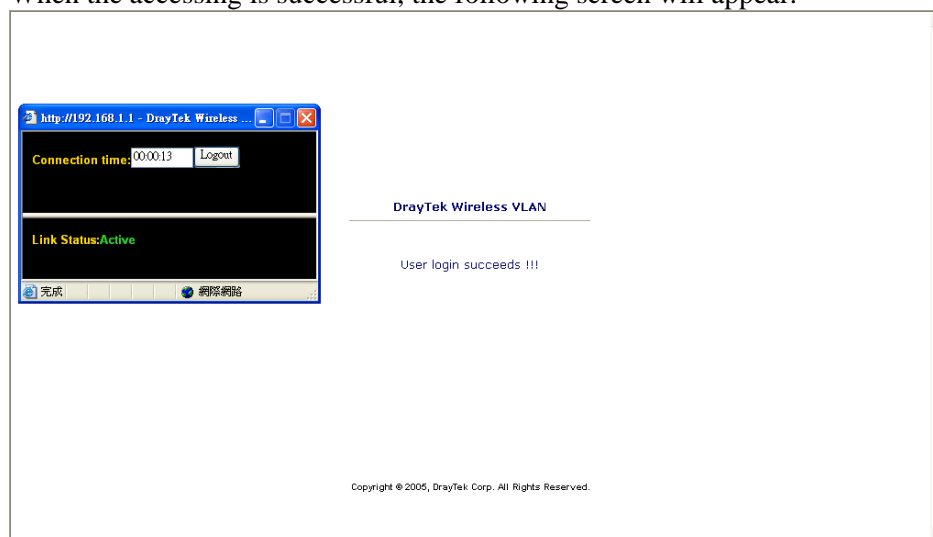 When the accessing is successful, the following screen will appear.
http://192.168.1.1 - DrayTek Wireless ...
Connection time:00:00:13 Logout
Link Status:Active
完成 網際網路
DrayTek Wireless VLAN
User login succeeds !!!
Copyright © 2005, DrayTek Corp. All Rights Reserved.